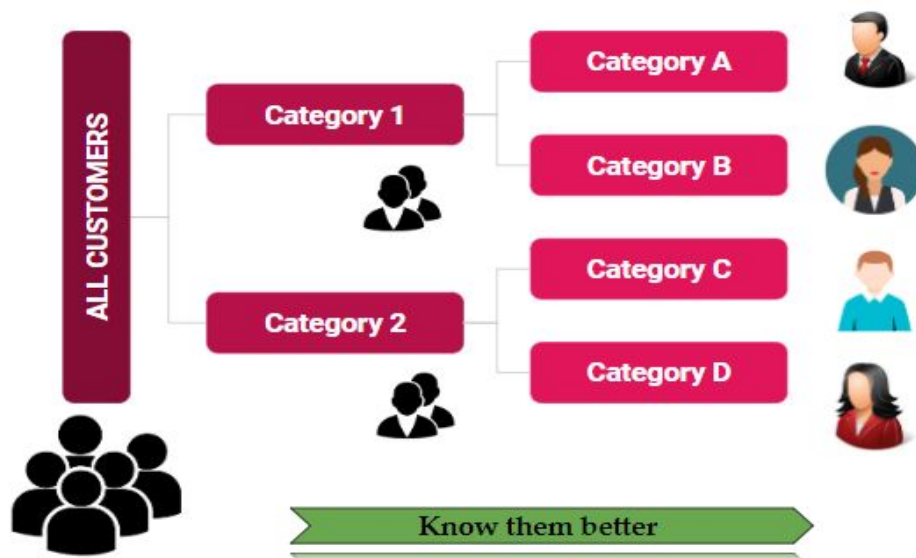 ALL CUSTOMERS
Category 1
Category 2
Category A
Category B
Category C
Category D
Know them better